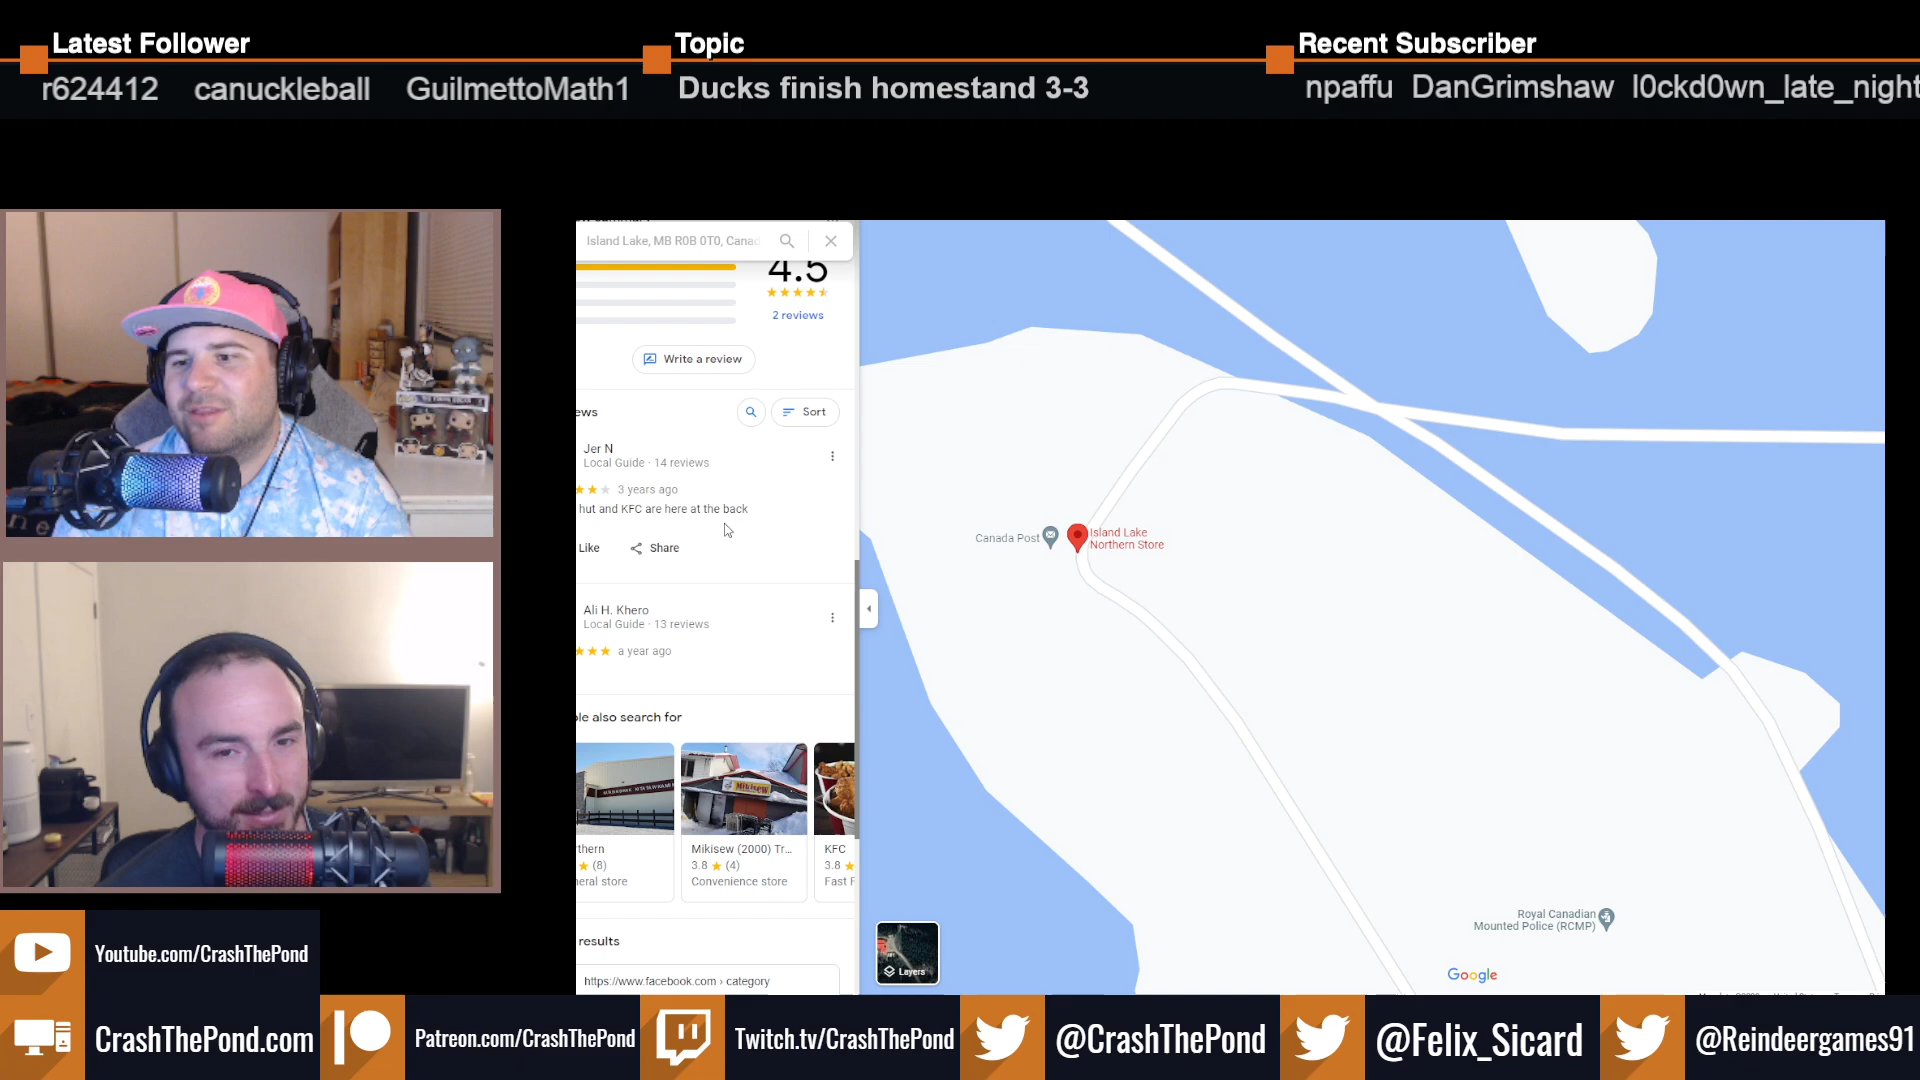 Latest Follower
r624412 canuckleball GuilmettoMath1
Topic
Ducks finish homestand 3-3
Recent Subscriber
npaffu DanGrimshaw l0ckd0wn_late_night
Island Lake, MB R0B 0T0, Canad
4.5
2 reviews
Write a review
ews
Sort
Jer N
Local Guide · 14 reviews
3 years ago
hut and KFC are here at the back
Like
Share
Ali H. Khero
Local Guide · 13 reviews
a year ago
le also search for
Mikisew
thern
(8)
eral store
Mikisew (2000) Tr...
3.8 (4)
Convenience store
KFC
3.8
Fast F
results
https://www.facebook.com › category
Canada Post
Island Lake
Northern Store
Royal Canadian
Mounted Police (RCMP)
Layers
Google
Youtube.com/CrashThePond
CrashThePond.com
Patreon.com/CrashThePond
Twitch.tv/CrashThePond
@CrashThePond
@Felix_Sicard
@Reindeergames91